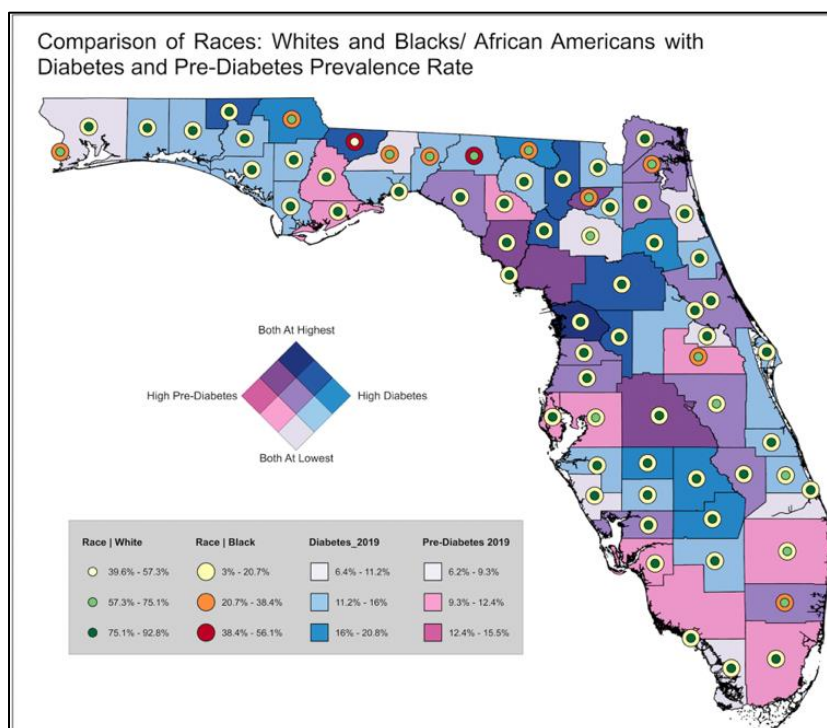 Comparison of Races: Whites and Blacks/ African Americans with
Diabetes and Pre-Diabetes Prevalence Rate
Both At Highest
High Pre-Diabetes
High Diabetes
Both At Lowest
Race | White
Race | Black
Diabetes_2019
Pre-Diabetes 2019
39.6% - 57.3%
3% - 20.7%
6.4% - 11.2%
6.2% - 9.3%
57.3% - 75.1%
20.7% - 38.4%
11.2% - 16%
9.3% - 12.4%
75.1% - 92.8%
38.4% - 56.1%
16% - 20.8%
12.4% - 15.5%